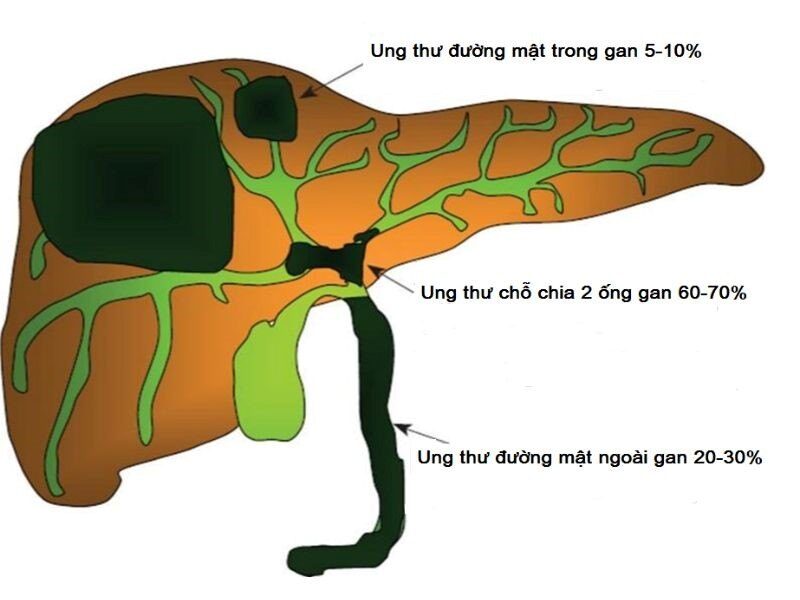 Ung thư đường mật trong gan 5-10%
Ung thư chỗ chia 2 ống gan 60-70%
Ung thư đường mật ngoài gan 20-30%